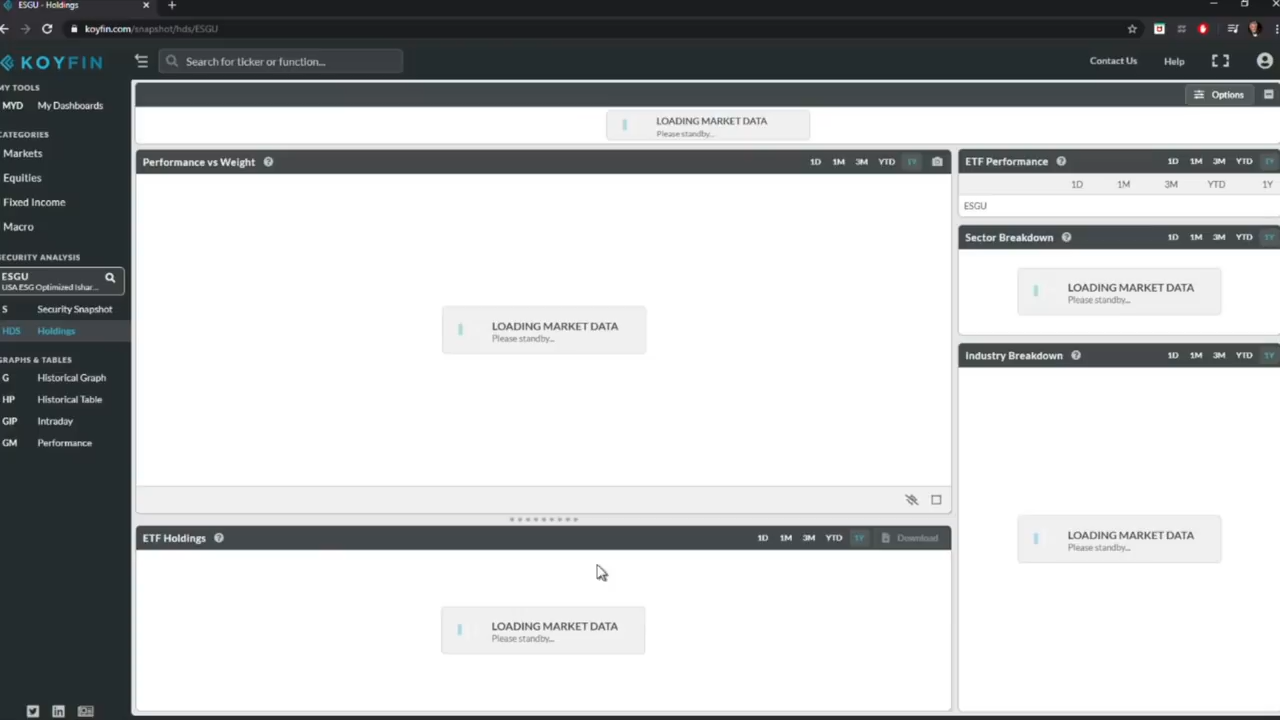 ESGU - Holdings
koyfin.com/snapshot/hds/ESGU
KOYFIN
Search for ticker or function...
Contact Us
Help
MY TOOLS
MYD My Dashboards
CATEGORIES
Markets
Equities
Fixed Income
Macro
SECURITY ANALYSIS
ESGU
USA ESG Optimized Ishar...
S Security Snapshot
HDS Holdings
GRAPHS & TABLES
G Historical Graph
HP Historical Table
GIP Intraday
GM Performance
Options
LOADING MARKET DATA
Please standby...
Performance vs Weight
1D 1M 3M YTD 1Y
LOADING MARKET DATA
Please standby...
ETF Holdings
1D 1M 3M YTD 1Y Download
LOADING MARKET DATA
Please standby...
ETF Performance
1D 1M 3M YTD 1Y
1D 1M 3M YTD 1Y
ESGU
Sector Breakdown
1D 1M 3M YTD 1Y
LOADING MARKET DATA
Please standby...
Industry Breakdown
1D 1M 3M YTD 1Y
LOADING MARKET DATA
Please standby...